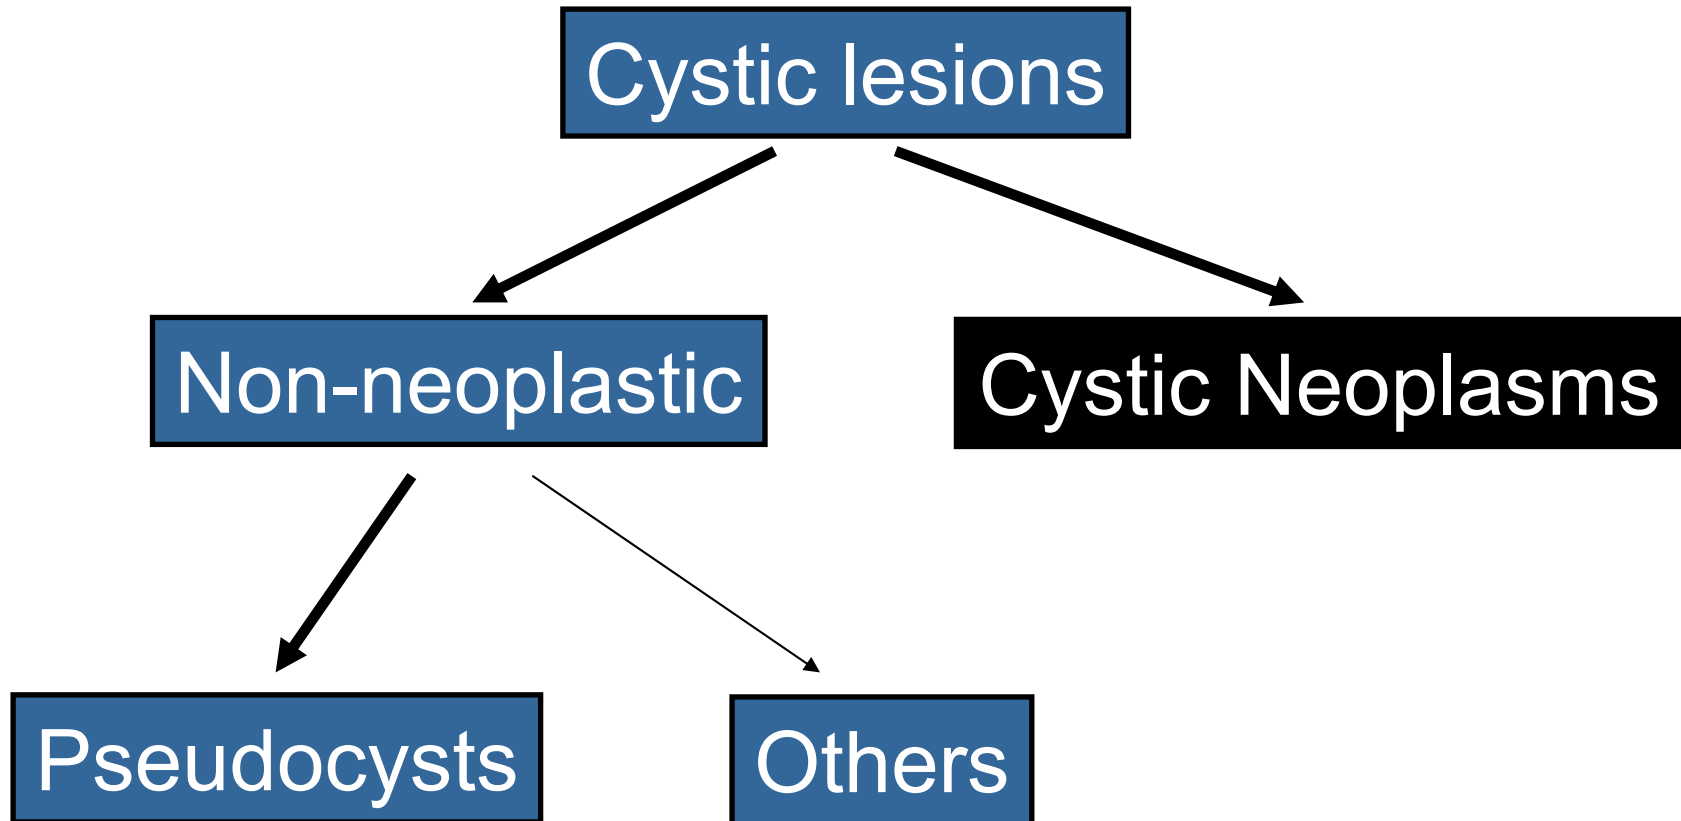 Cystic lesions
Non-neoplastic
Cystic Neoplasms
Pseudocysts
Others